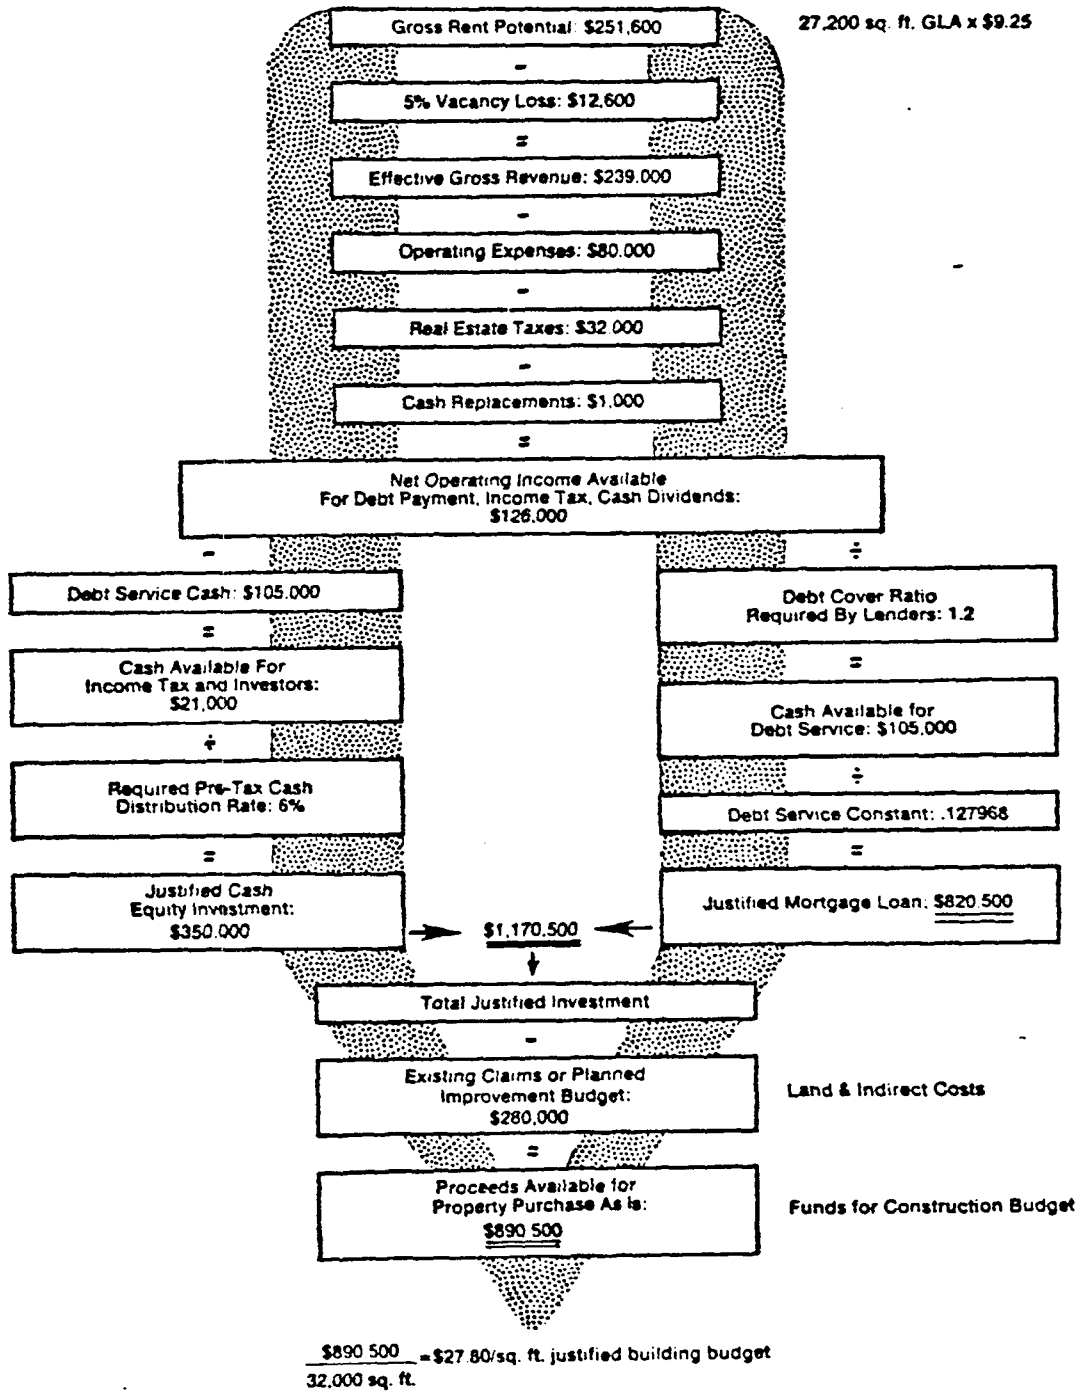 Gross Rent Potential: $251,600
27,200 sq. ft. GLA x $9.25
-
5% Vacancy Loss: $12,600
=
Effective Gross Revenue: $239.000
-
Operating Expenses: $80.000
-
Real Estate Taxes: $32.000
-
Cash Replacements: $1,000
=
Net Operating Income Available
For Debt Payment, Income Tax, Cash Dividends:
$126,000
-
Debt Service Cash: $105.000
=
Cash Available For
Income Tax and Investors:
$21,000
÷
Required Pre-Tax Cash
Distribution Rate: 6%
=
Justified Cash
Equity Investment:
$350.000
÷
Debt Cover Ratio
Required By Lenders: 1.2
=
Cash Available for
Debt Service: $105,000
÷
Debt Service Constant: .127968
=
Justified Mortgage Loan: $820.500
$1,170.500
Total Justified Investment
-
Existing Claims or Planned
Improvement Budget:
$280,000
Land & Indirect Costs
=
Proceeds Available for
Property Purchase As Is:
$890 500
Funds for Construction Budget
$890 500
32,000 sq. ft.
=$27.80/sq. ft. justified building budget